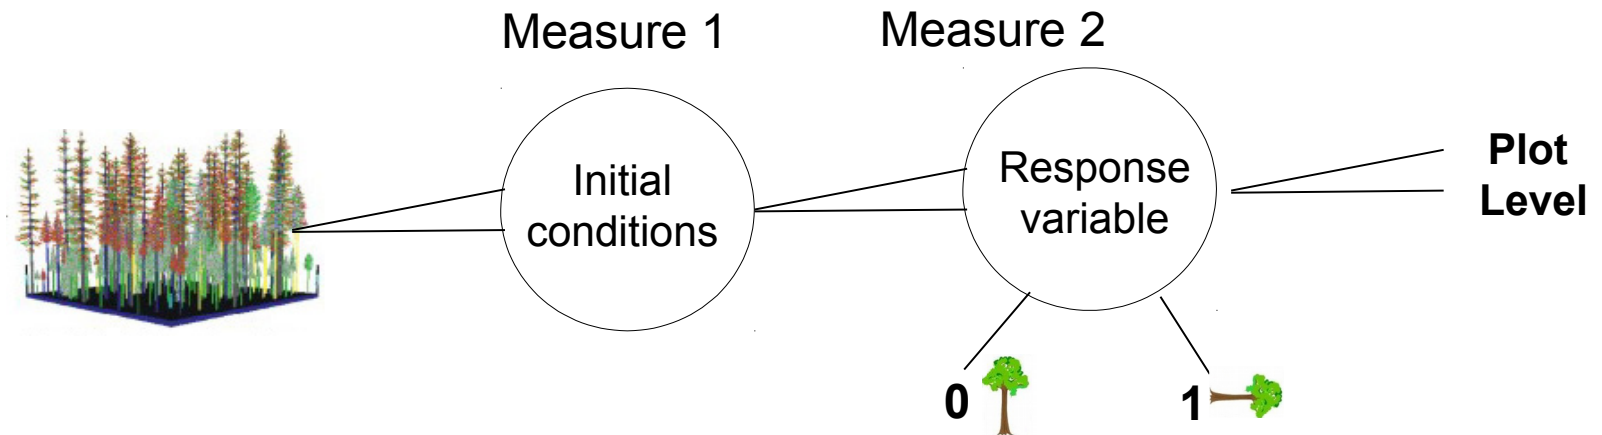 Measure 1
Measure 2
Initial
conditions
Response
variable
Plot
Level
0
1